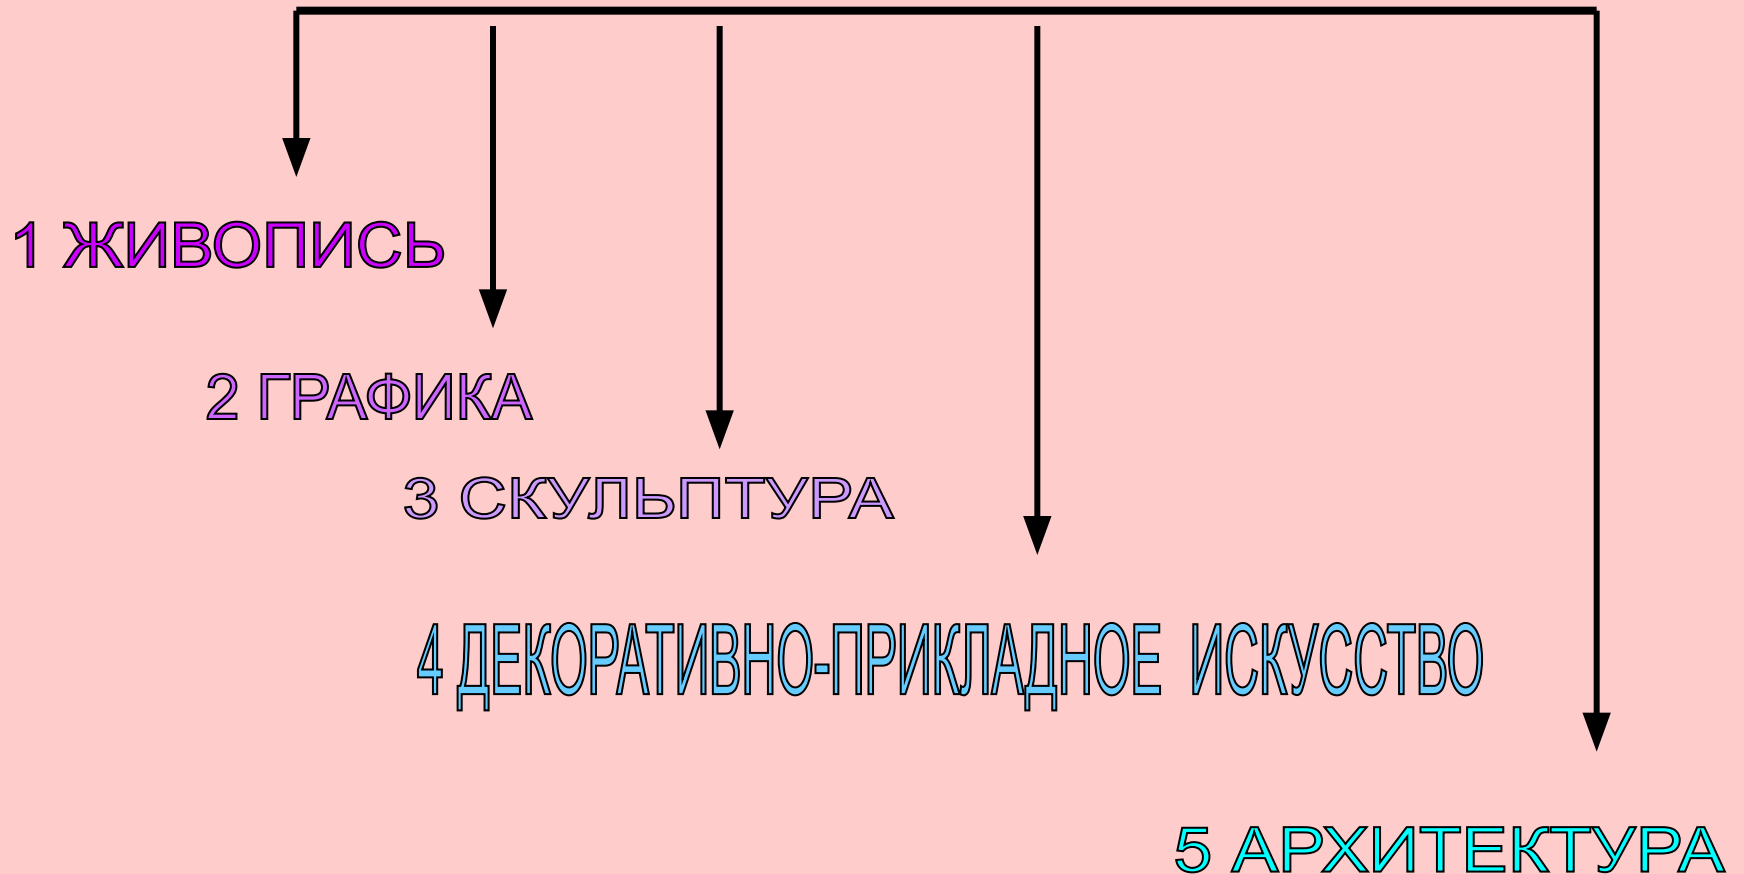 1 ЖИВОПИСЬ
2 ГРАФИКА
3 СКУЛЬПТУРА
4 ДЕКОРАТИВНО-ПРИКЛАДНОЕ ИСКУССТВО
5 АРХИТЕКТУРА